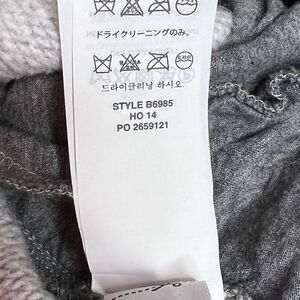 ドライクリーニングのみ。
드라이클리닝 하시오.
STYLE B6985
HO 14
PO 2659121